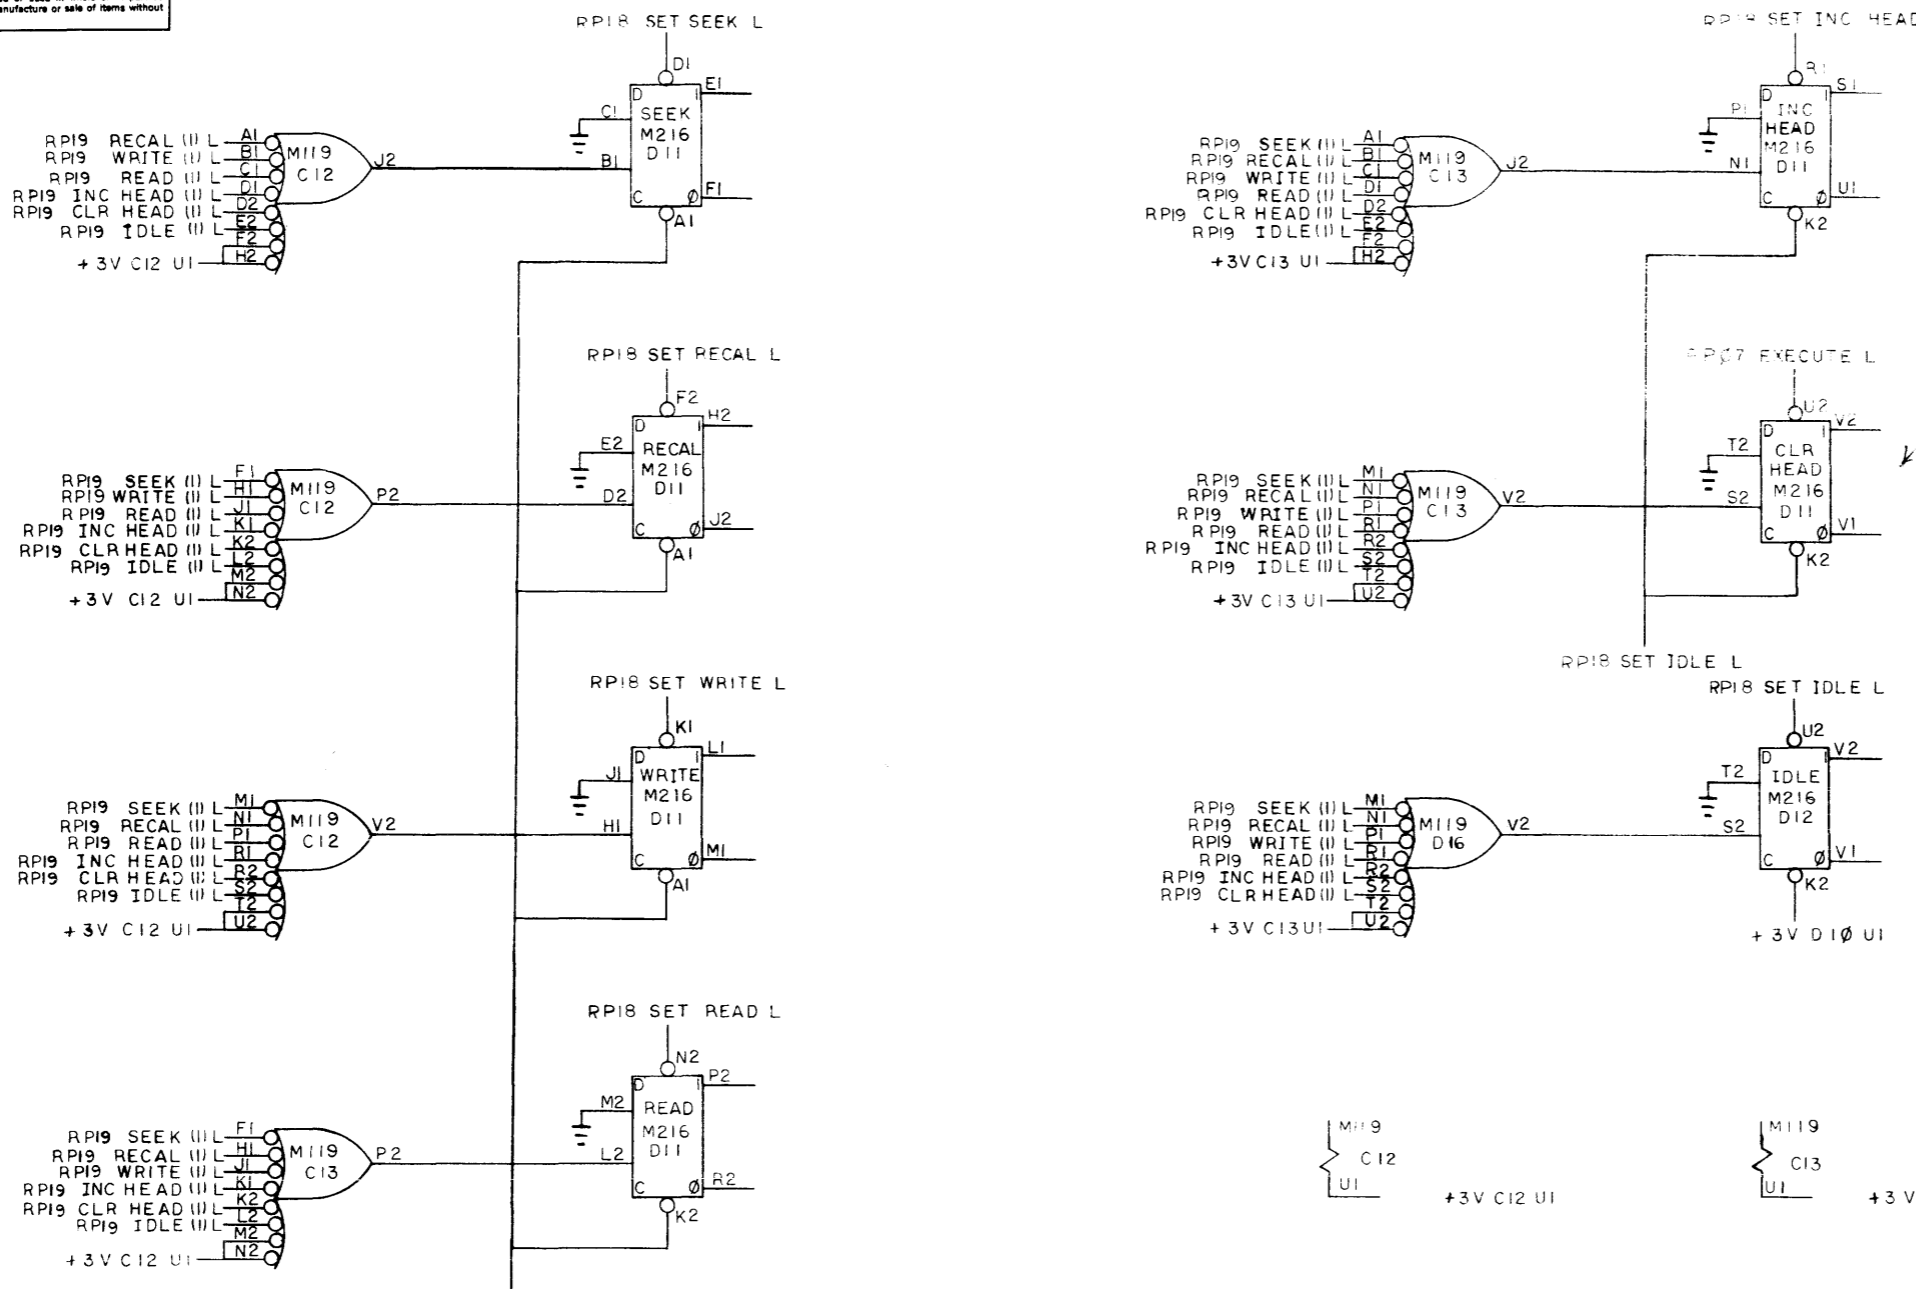 nufacture or sale of items without
RP18 SET SEEK L
D1
D 1 E1
C1 SEEK
M216
D11
B1
C Ø F1
A1
RP19 RECAL (1) L A1
RP19 WRITE (1) L B1
RP19 READ (1) L C1
RP19 INC HEAD (1) L D1
RP19 CLR HEAD (1) L D2
RP19 IDLE (1) L E2
F2
+3V C12 U1 H2
M119
C12
J2
RP18 SET RECAL L
F2
D 1 H2
E2 RECAL
M216
D11
D2
C Ø J2
A1
RP19 SEEK (1) L F1
RP19 WRITE (1) L H1
RP19 READ (1) L J1
RP19 INC HEAD (1) L K1
RP19 CLR HEAD (1) L K2
RP19 IDLE (1) L L2
M2
+3V C12 U1 N2
M119
C12
P2
RP18 SET WRITE L
K1
D 1 L1
J1 WRITE
M216
D11
H1
C Ø M1
A1
RP19 SEEK (1) L M1
RP19 RECAL (1) L N1
RP19 READ (1) L P1
RP19 INC HEAD (1) L R1
RP19 CLR HEAD (1) L R2
RP19 IDLE (1) L S2
T2
+3V C12 U1 U2
M119
C12
V2
RP18 SET READ L
N2
D 1 P2
M2 READ
M216
D11
L2
C Ø R2
K2
RP19 SEEK (1) L F1
RP19 RECAL (1) L H1
RP19 WRITE (1) L J1
RP19 INC HEAD (1) L K1
RP19 CLR HEAD (1) L K2
RP19 IDLE (1) L L2
M2
+3V C12 U1 N2
M119
C13
P2
RP18 SET INC HEAD
R1
D 1 S1
P1 INC
HEAD
M216
D11
N1
C Ø U1
K2
RP19 SEEK (1) L A1
RP19 RECAL (1) L B1
RP19 WRITE (1) L C1
RP19 READ (1) L D1
RP19 CLR HEAD (1) L D2
RP19 IDLE (1) L E2
F2
+3V C13 U1 H2
M119
C13
J2
RPØ7 EXECUTE L
U2
D 1 V2
T2 CLR
HEAD
M216
D11
S2
C Ø V1
K2
RP19 SEEK (1) L M1
RP19 RECAL (1) L N1
RP19 WRITE (1) L P1
RP19 READ (1) L R1
RP19 INC HEAD (1) L R2
RP19 IDLE (1) L S2
T2
+3V C13 U1 U2
M119
C13
V2
RP18 SET IDLE L
RP18 SET IDLE L
U2
D 1 V2
T2 IDLE
M216
D12
S2
C Ø V1
K2
+3V D1Ø U1
RP19 SEEK (1) L M1
RP19 RECAL (1) L N1
RP19 WRITE (1) L P1
RP19 READ (1) L R1
RP19 INC HEAD (1) L R2
RP19 CLR HEAD (1) L S2
T2
+3V C13 U1 U2
M119
D16
V2
M119
C12
U1
+3V C12 U1
M119
C13
U1
+3V